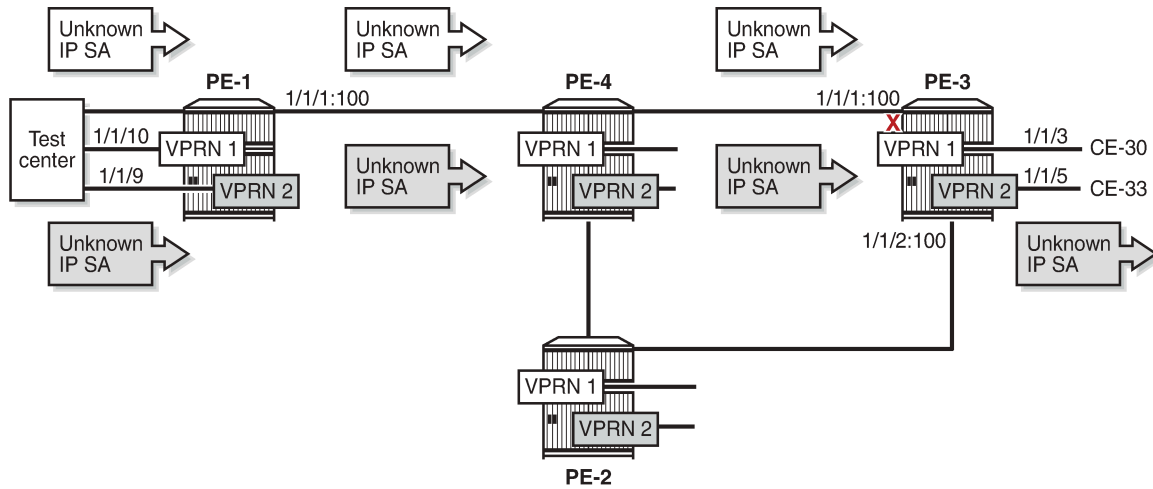 Unknown
IP SA
Unknown
IP SA
Unknown
IP SA
PE-1
PE-4
PE-3
1/1/1:100
1/1/1:100
X
Test
center
1/1/10
VPRN 1
VPRN 1
VPRN 1
1/1/3
CE-30
1/1/9
VPRN 2
Unknown
IP SA
VPRN 2
Unknown
IP SA
VPRN 2
1/1/5
CE-33
Unknown
IP SA
1/1/2:100
Unknown
IP SA
VPRN 1
VPRN 2
PE-2